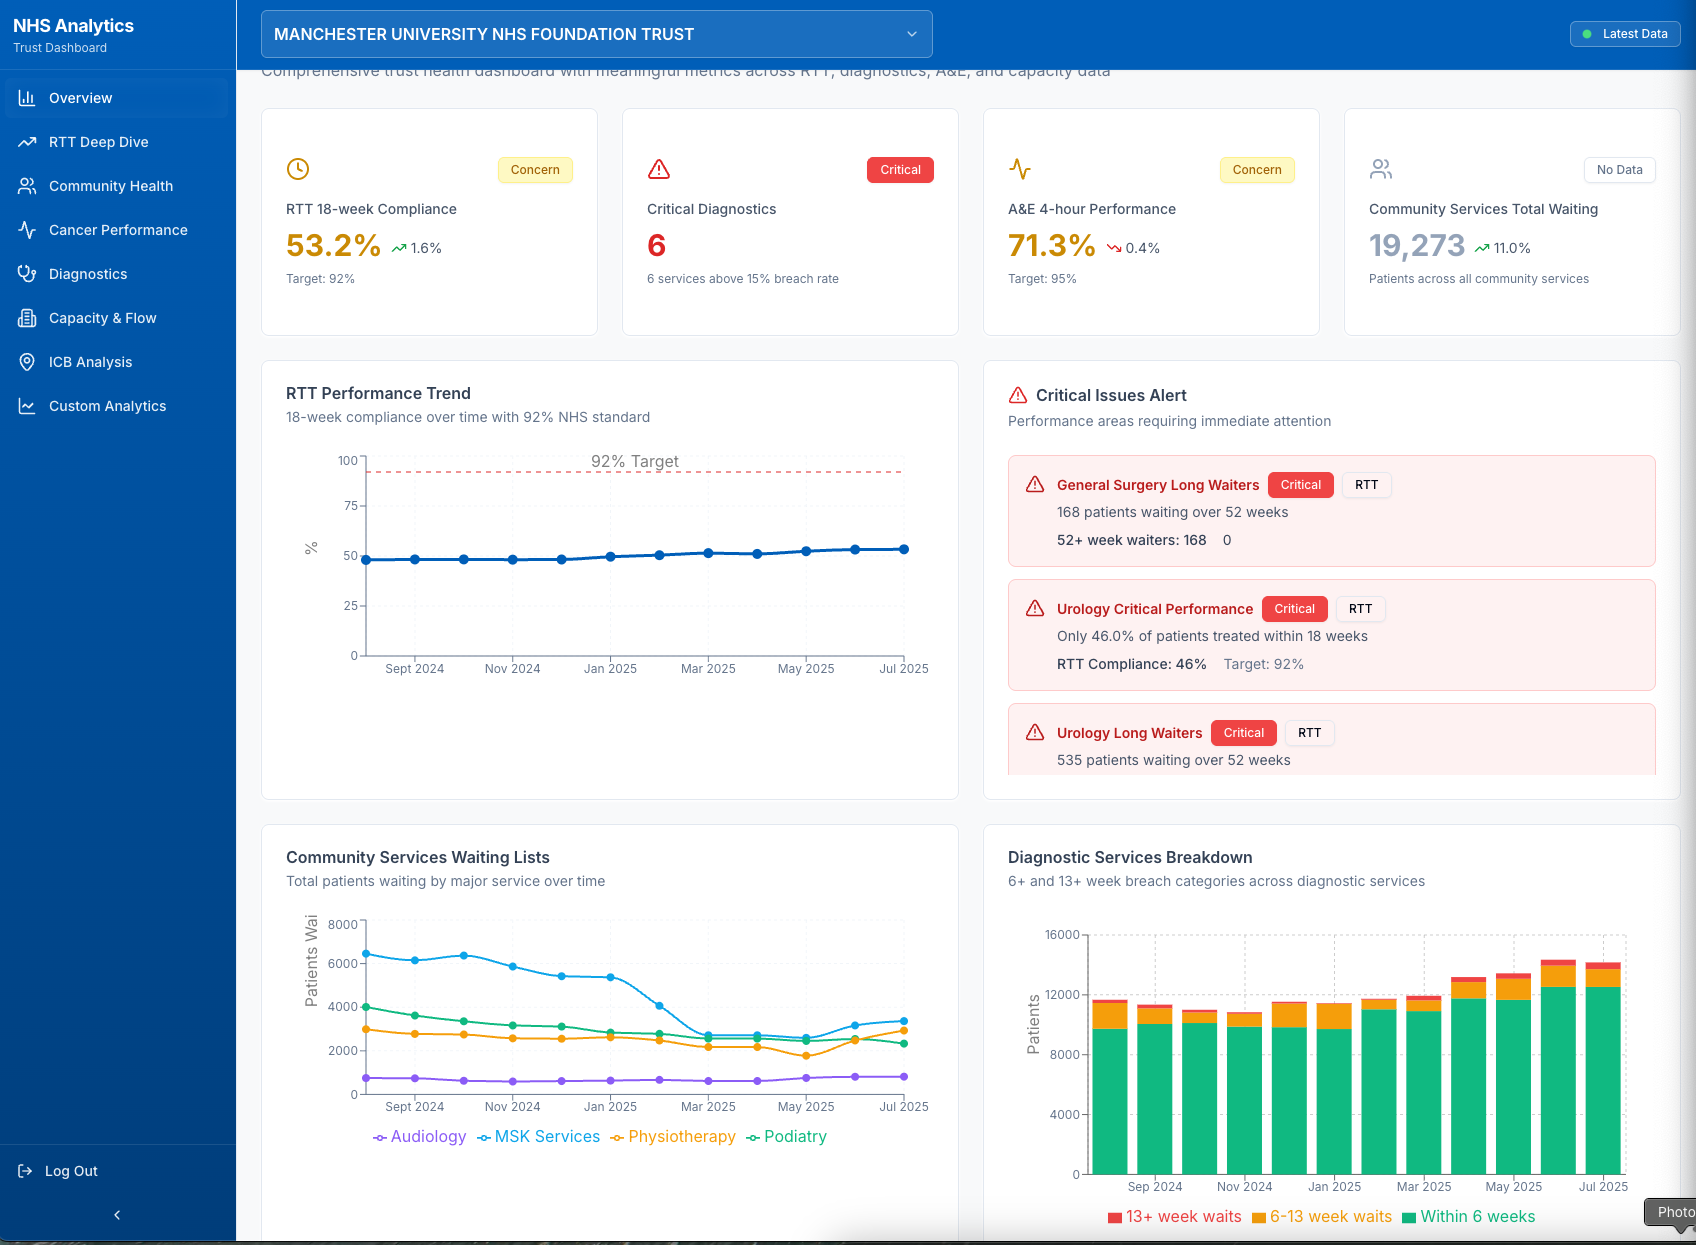 NHS Analytics
Trust Dashboard
Overview
RTT Deep Dive
Community Health
Cancer Performance
Diagnostics
Capacity & Flow
ICB Analysis
Custom Analytics
Log Out
MANCHESTER UNIVERSITY NHS FOUNDATION TRUST
Latest Data
Comprehensive trust health dashboard with meaningful metrics across RTT, diagnostics, A&E, and capacity data
Concern
RTT 18-week Compliance
53.2% 1.6%
Target: 92%
Critical
Critical Diagnostics
6
6 services above 15% breach rate
Concern
A&E 4-hour Performance
71.3% 0.4%
Target: 95%
No Data
Community Services Total Waiting
19,273 11.0%
Patients across all community services
RTT Performance Trend
18-week compliance over time with 92% NHS standard
92% Target
100
75
50
25
0
%
Sept 2024 Nov 2024 Jan 2025 Mar 2025 May 2025 Jul 2025
Critical Issues Alert
Performance areas requiring immediate attention
General Surgery Long Waiters Critical RTT
168 patients waiting over 52 weeks
52+ week waiters: 168 0
Urology Critical Performance Critical RTT
Only 46.0% of patients treated within 18 weeks
RTT Compliance: 46% Target: 92%
Urology Long Waiters Critical RTT
535 patients waiting over 52 weeks
Community Services Waiting Lists
Total patients waiting by major service over time
Patients Wai
8000
6000
4000
2000
0
Sept 2024 Nov 2024 Jan 2025 Mar 2025 May 2025 Jul 2025
Audiology MSK Services Physiotherapy Podiatry
Diagnostic Services Breakdown
6+ and 13+ week breach categories across diagnostic services
Patients
16000
12000
8000
4000
0
Sep 2024 Nov 2024 Jan 2025 Mar 2025 May 2025 Jul 2025
13+ week waits 6-13 week waits Within 6 weeks
Photo